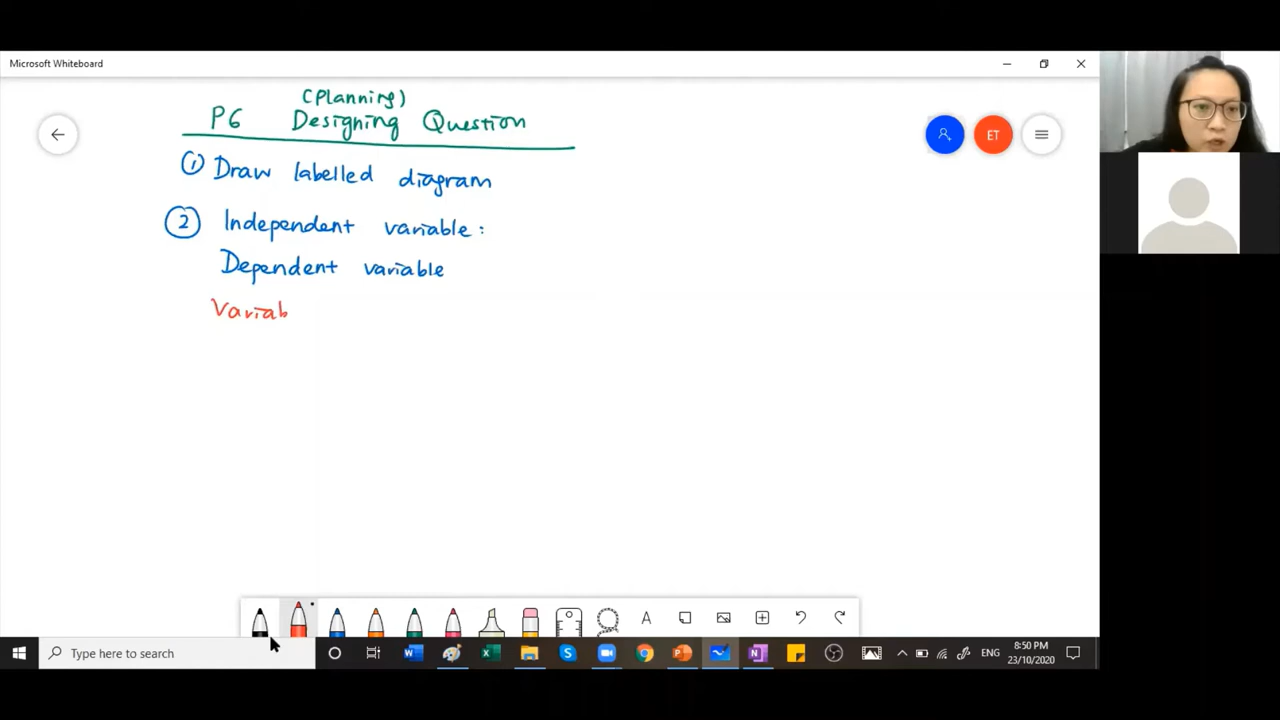 Microsoft Whiteboard
(Planning)
P6 Designing Question
① Draw labelled diagram
② Independent variable:
Dependent variable
Variab
ET
A
Type here to search
ENG
8:50 PM
23/10/2020